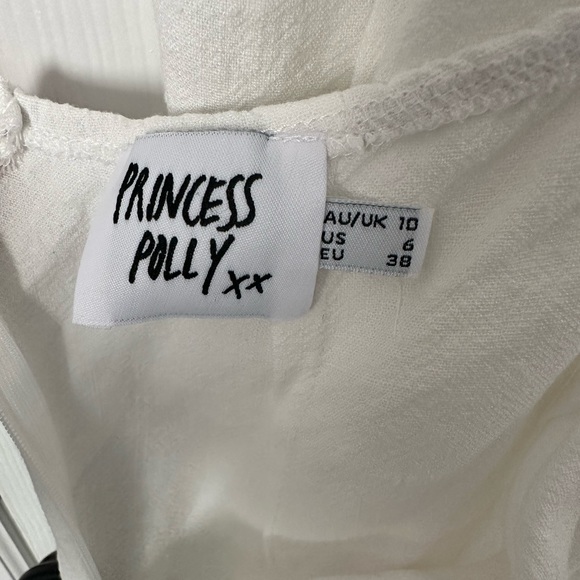 PRINCESS
POLLY xx
AU/UK 10
US 6
EU 38